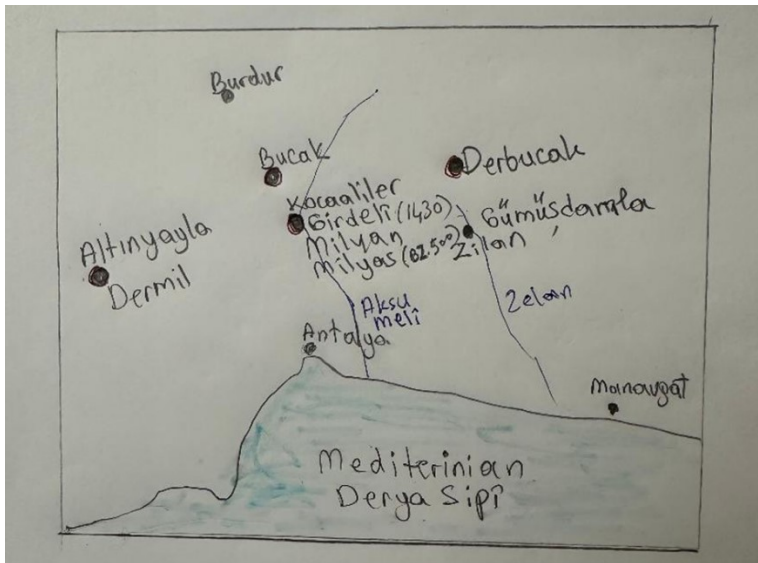 Burdur
Bucak
Derbucak
Kocaaliler
Girdeli (1430)
Milyan
Milyas (BZ.500)
Gümüşdamla
Zilan
Altınyayla
Dermil
Aksu
meli
Zelan
Antalya
Manavgat
Mediterinian
Derya Sipî